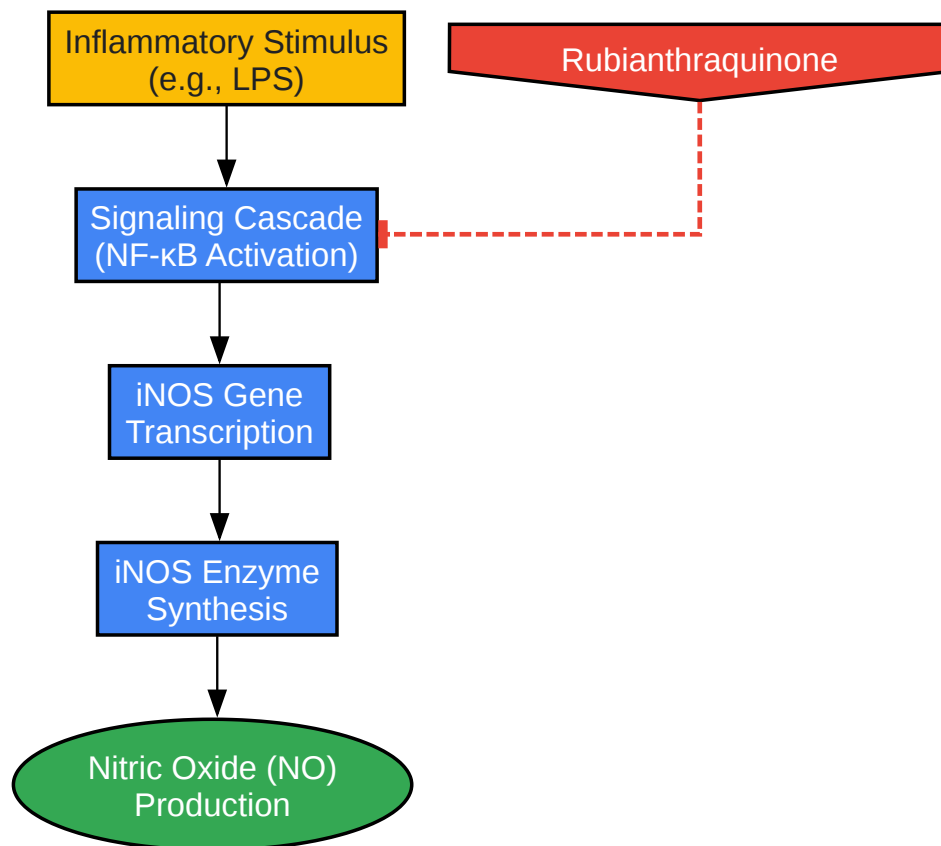 Inflammatory Stimulus
(e.g., LPS)
Rubianthraquinone
Signaling Cascade
(NF-κB Activation)
iNOS Gene
Transcription
iNOS Enzyme
Synthesis
Nitric Oxide (NO)
Production